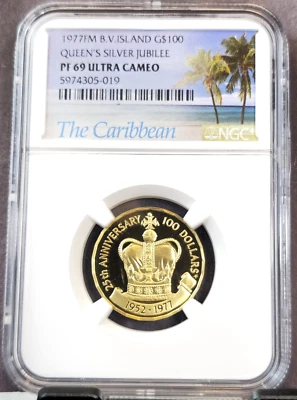 1977FM B.V.ISLAND G$100
QUEEN'S SILVER JUBILEE
PF 69 ULTRA CAMEO
5974305-019
The Caribbean
NGC
25th ANNIVERSARY 100 DOLLARS
1952-1977